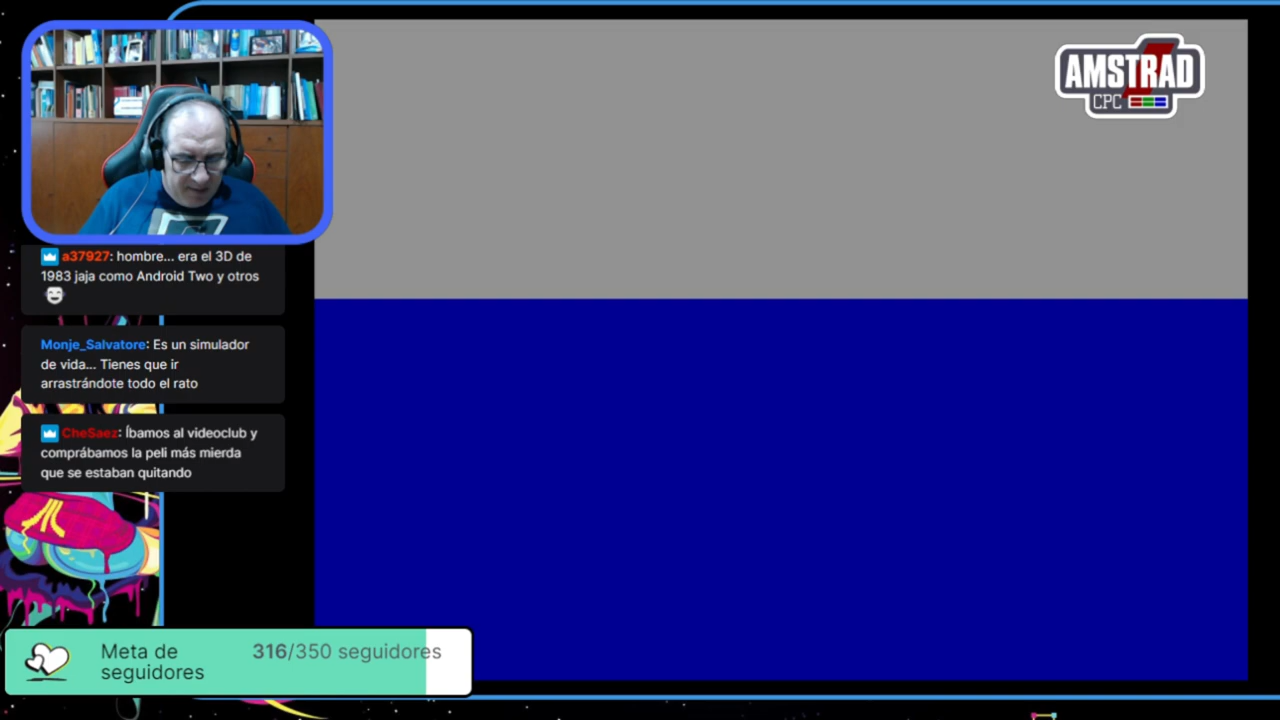 AMSTRAD
CPC
a37927: hombre... era el 3D de
1983 jaja como Android Two y otros
Monje_Salvatore: Es un simulador
de vida... Tienes que ir
arrastrándote todo el rato
CheSaez: Íbamos al videoclub y
comprábamos la peli más mierda
que se estaban quitando
Meta de
seguidores
316/350 seguidores